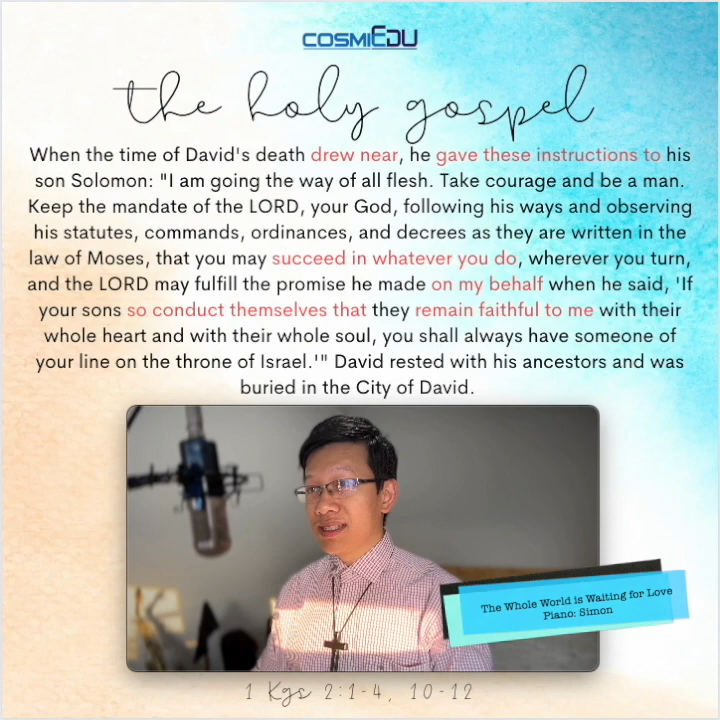 COSMIEDU
the holy gospel
When the time of David's death drew near, he gave these instructions to his
son Solomon: "I am going the way of all flesh. Take courage and be a man.
Keep the mandate of the LORD, your God, following his ways and observing
his statutes, commands, ordinances, and decrees as they are written in the
law of Moses, that you may succeed in whatever you do, wherever you turn,
and the LORD may fulfill the promise he made on my behalf when he said, 'If
your sons so conduct themselves that they remain faithful to me with their
whole heart and with their whole soul, you shall always have someone of
your line on the throne of Israel.'" David rested with his ancestors and was
buried in the City of David.
The Whole World is Waiting for Love
Piano: Simon
1 Kgs 2:1-4, 10-12